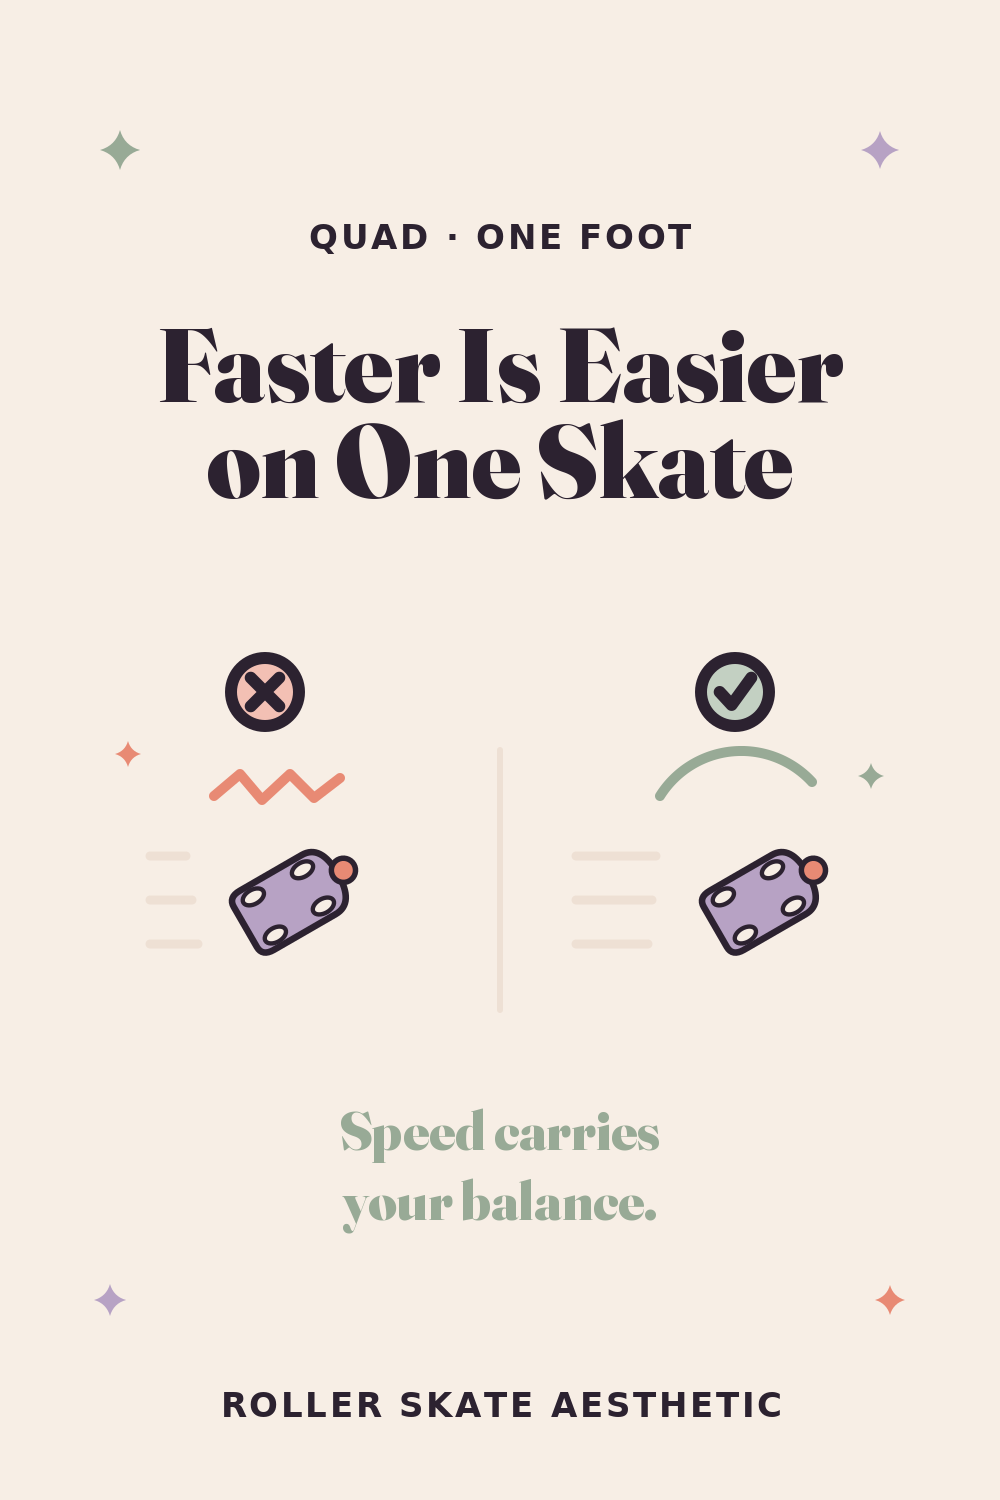 QUAD · ONE FOOT
Faster Is Easier
on One Skate
Speed carries
your balance.
ROLLER SKATE AESTHETIC